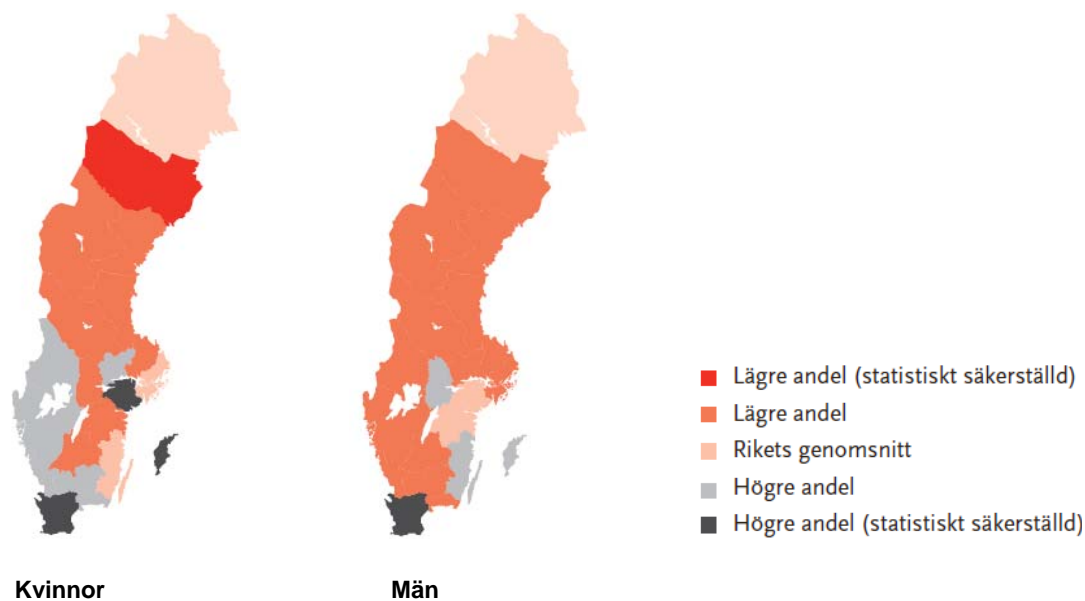 Lägre andel (statistiskt säkerställd)
Lägre andel
Rikets genomsnitt
Högre andel
Högre andel (statistiskt säkerställd)
Kvinnor
Män